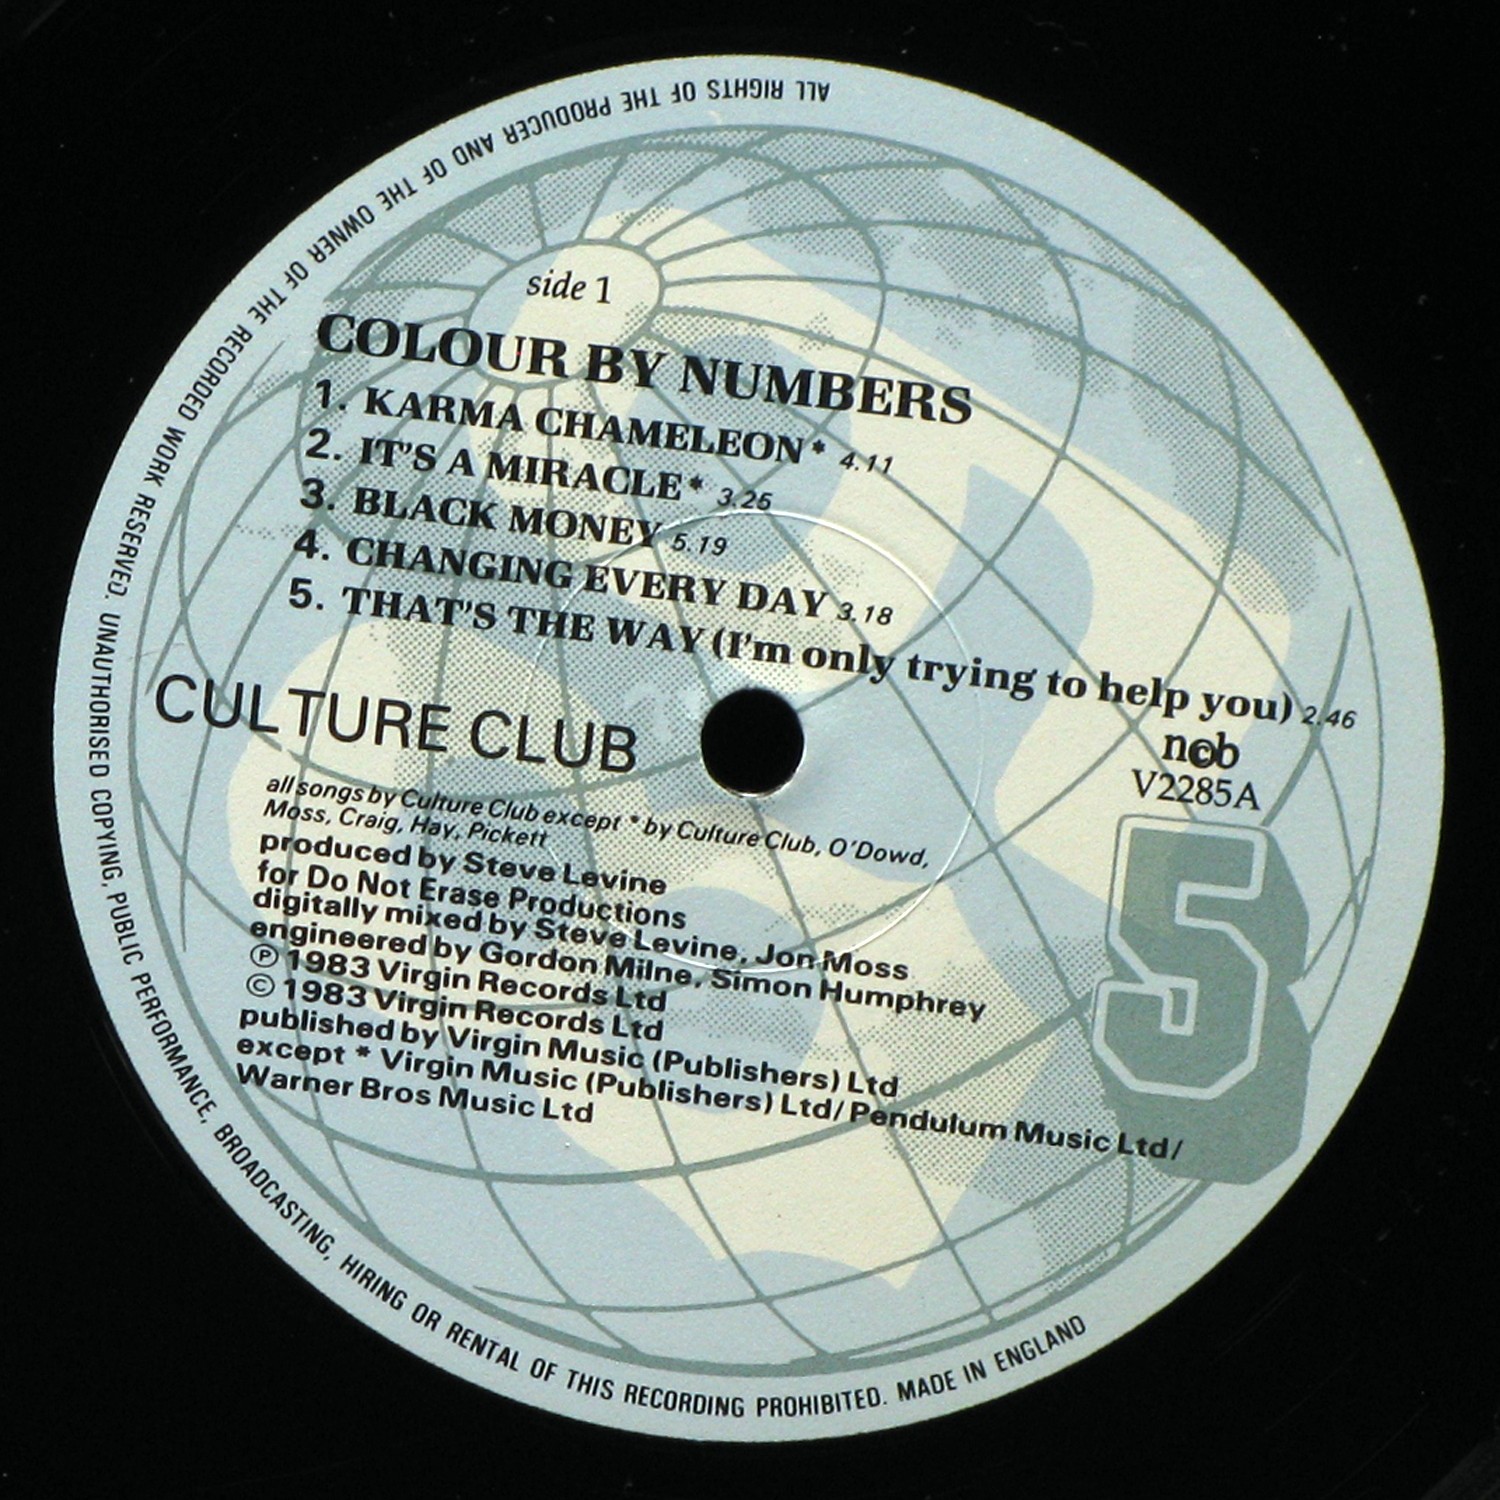 ALL RIGHTS OF THE PRODUCER AND OF THE OWNER OF THE RECORDED WORK RESERVED. UNAUTHORISED COPYING, PUBLIC PERFORMANCE, BROADCASTING, HIRING OR RENTAL OF THIS RECORDING PROHIBITED. MADE IN ENGLAND
side 1
COLOUR BY NUMBERS
1. KARMA CHAMELEON* 4.11
2. IT'S A MIRACLE* 3.25
3. BLACK MONEY 5.19
4. CHANGING EVERY DAY 3.18
5. THAT'S THE WAY (I'm only trying to help you) 2.46
ncb
V2285A
CULTURE CLUB
all songs by Culture Club except * by Culture Club, O'Dowd,
Moss, Craig, Hay, Pickett
produced by Steve Levine
for Do Not Erase Productions
digitally mixed by Steve Levine, Jon Moss
engineered by Gordon Milne, Simon Humphrey
℗ 1983 Virgin Records Ltd
© 1983 Virgin Records Ltd
published by Virgin Music (Publishers) Ltd
except * Virgin Music (Publishers) Ltd/Pendulum Music Ltd/
Warner Bros Music Ltd
5